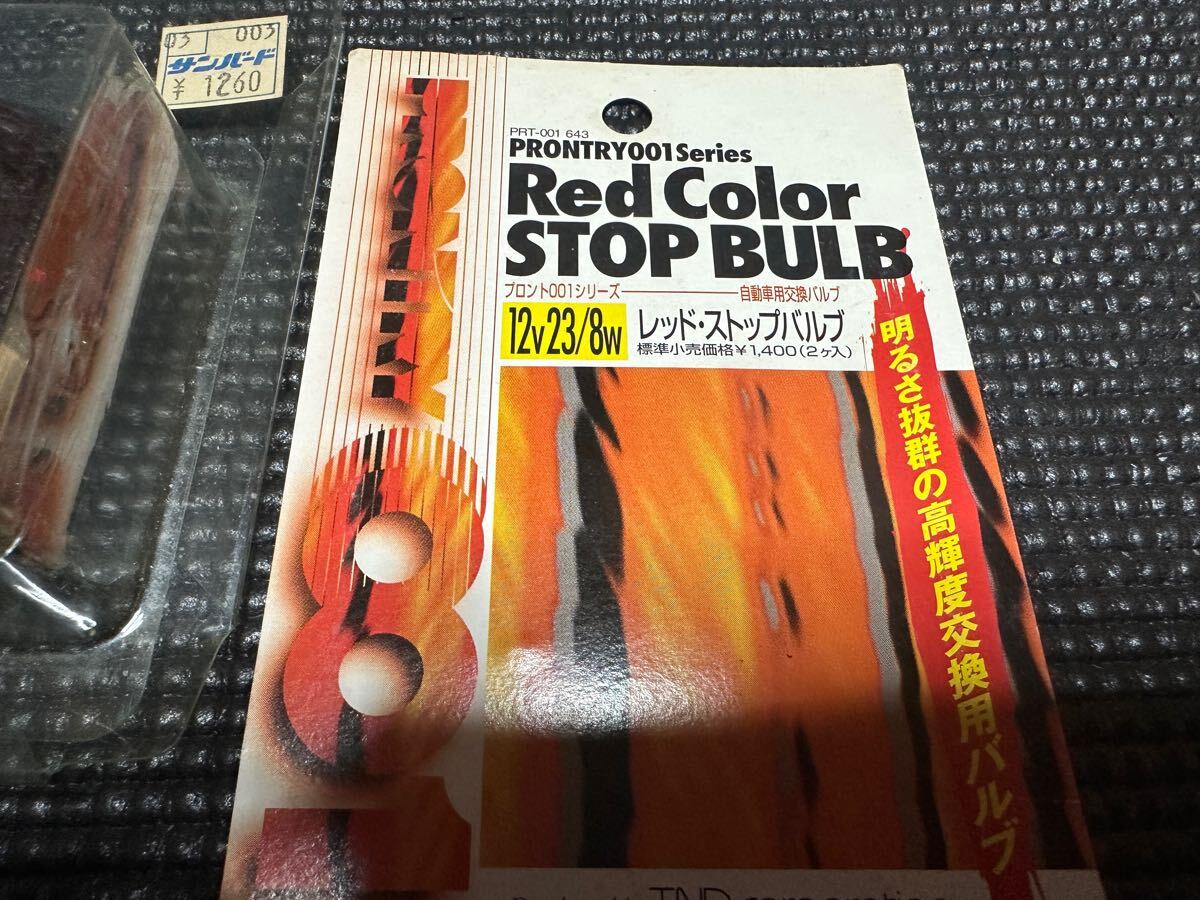 03 003
サンバード
¥1260
PRT-001 643
PRONTRY001Series
Red Color
STOP BULB
プロント001シリーズ
自動車用交換バルブ
12V23/8W
レッド・ストップバルブ
標準小売価格¥1,400(2ヶ入)
明るさ抜群の高輝度交換用バルブ